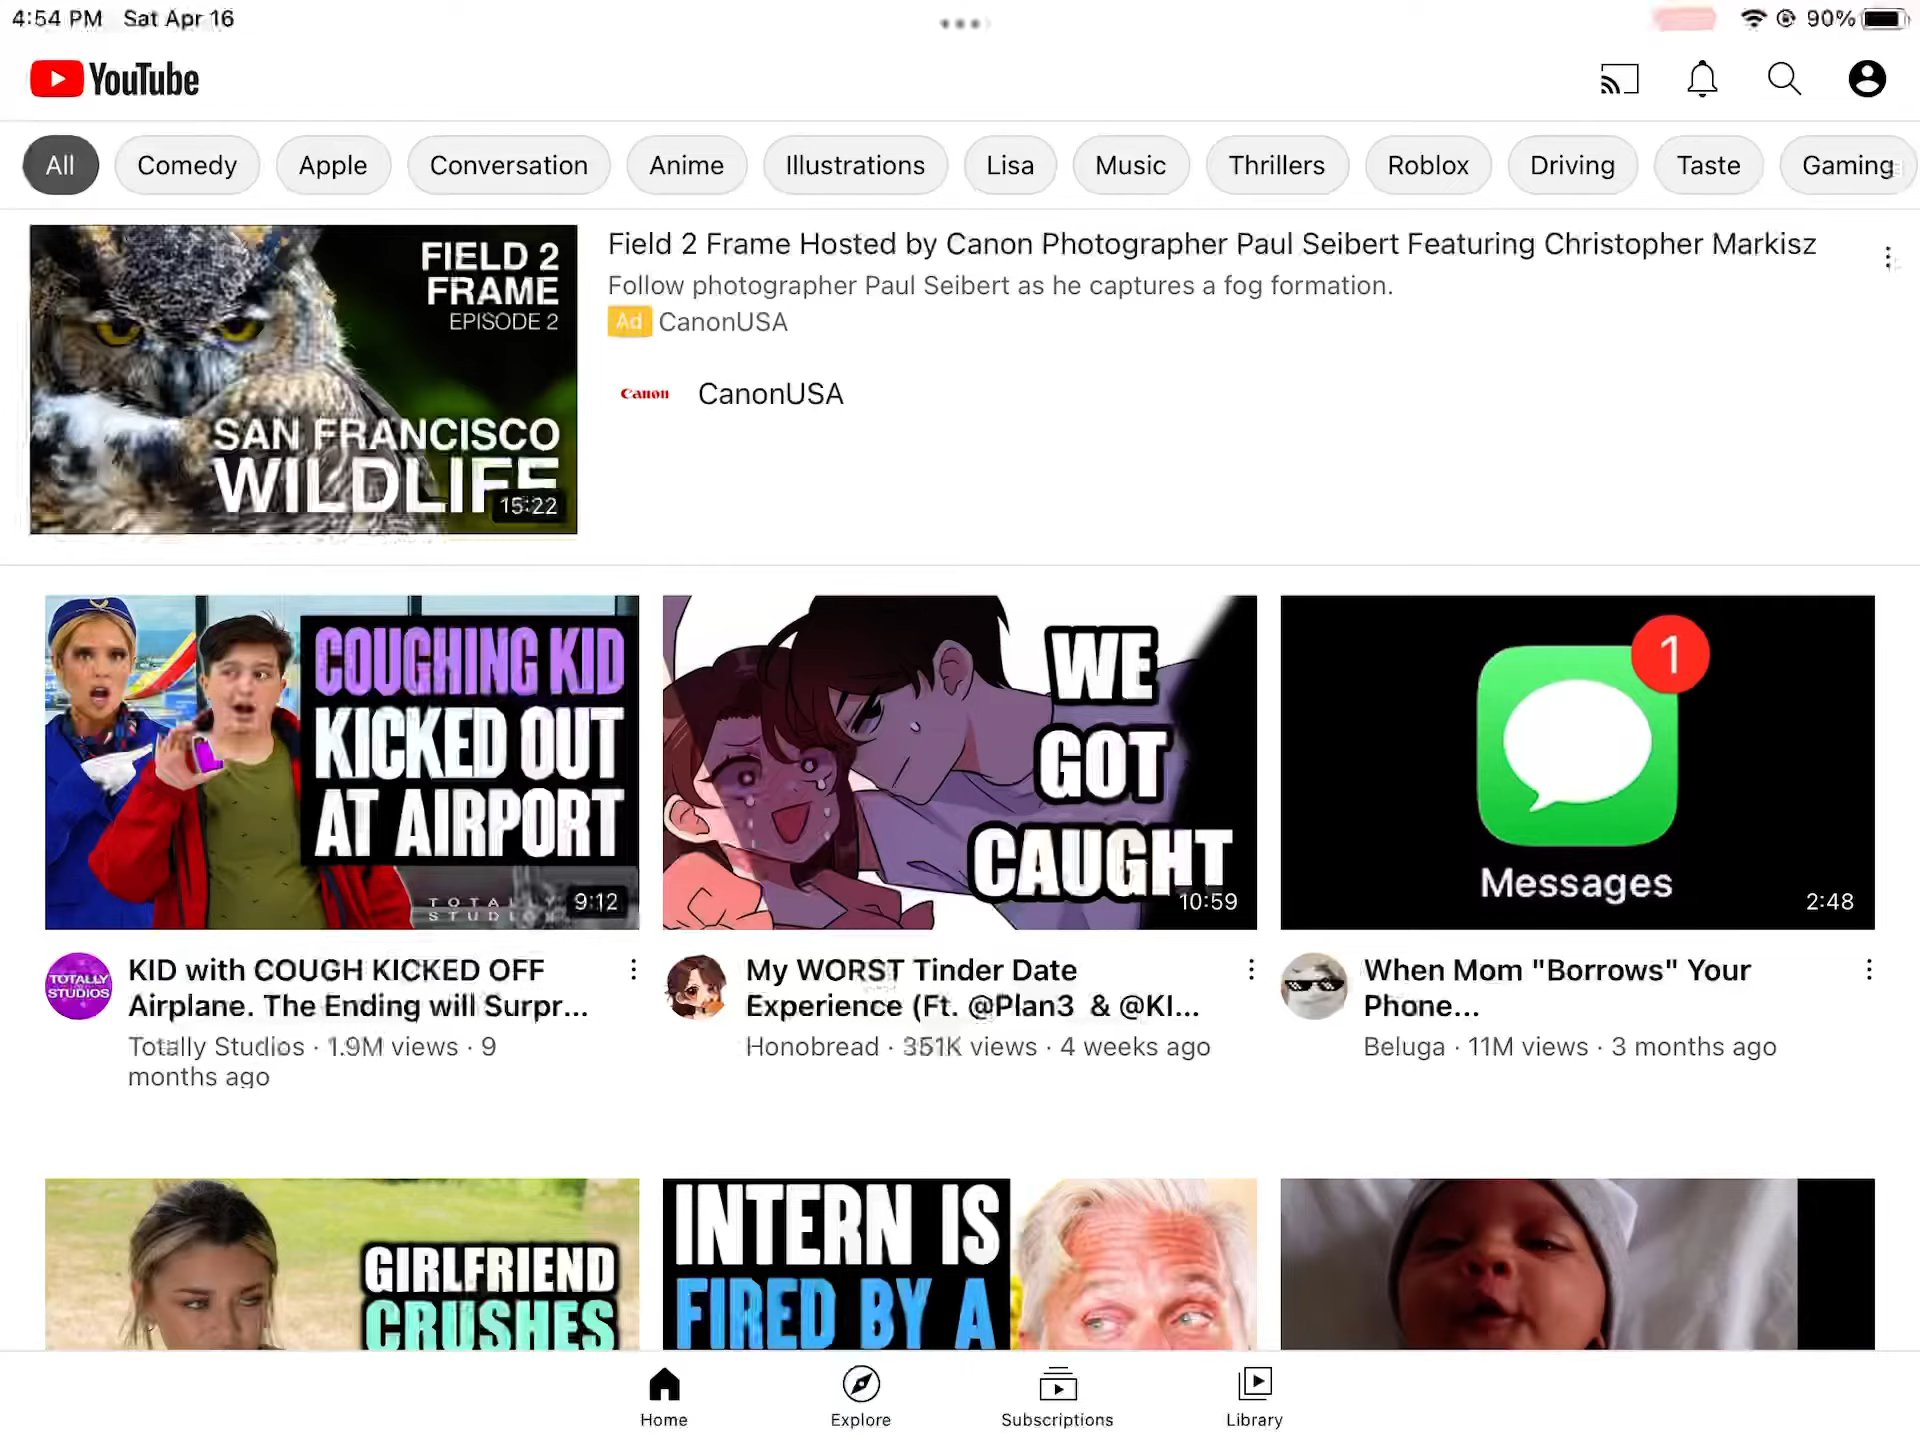 4:54 PM Sat Apr 16
90%
YouTube
All Comedy Apple Conversation Anime Illustrations Lisa Music Thrillers Roblox Driving Taste Gaming
FIELD 2
FRAME
EPISODE 2
SAN FRANCISCO
WILDLIFE
15:22
Field 2 Frame Hosted by Canon Photographer Paul Seibert Featuring Christopher Markisz
Follow photographer Paul Seibert as he captures a fog formation.
Ad CanonUSA
Canon CanonUSA
COUGHING KID
KICKED OUT
AT AIRPORT
9:12
TOTALLY
STUDIOS
KID with COUGH KICKED OFF
Airplane. The Ending will Surpr...
Totally Studios · 1.9M views · 9
months ago
WE
GOT
CAUGHT
10:59
My WORST Tinder Date
Experience (Ft. @Plan3 & @KI...
Honobread · 351K views · 4 weeks ago
1
Messages
2:48
When Mom "Borrows" Your
Phone...
Beluga · 11M views · 3 months ago
GIRLFRIEND
CRUSHES
INTERN IS
FIRED BY A
Home Explore Subscriptions Library